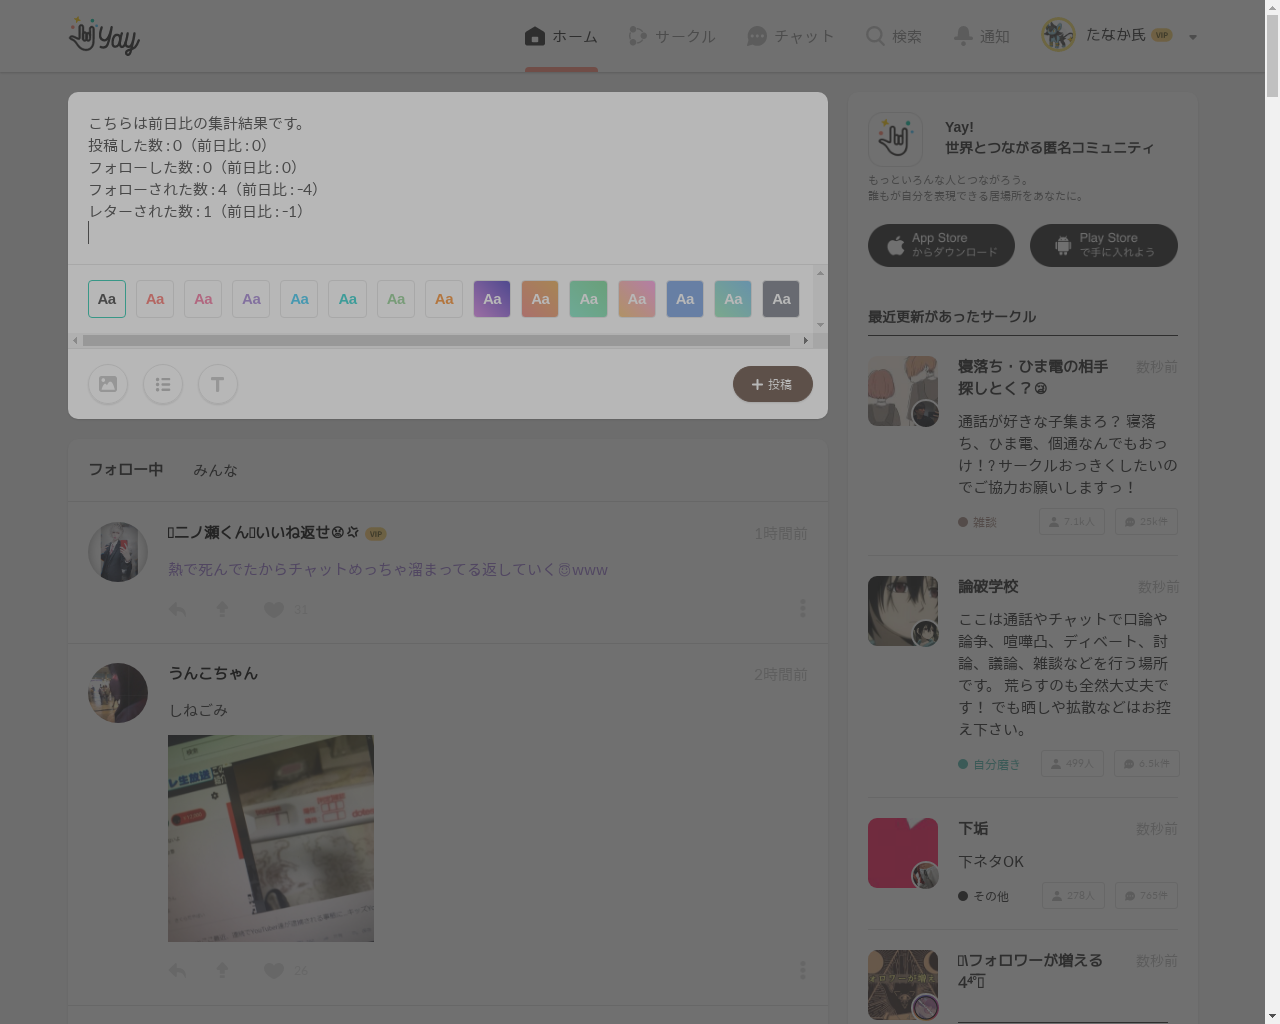 Yay
ホーム
サークル
チャット
検索
通知
たなか氏 VIP
こちらは前日比の集計結果です。
投稿した数 : 0（前日比 : 0）
フォローした数 : 0（前日比 : 0）
フォローされた数 : 4（前日比 : -4）
レターされた数 : 1（前日比 : -1）
Aa Aa Aa Aa Aa Aa Aa Aa Aa Aa Aa Aa Aa Aa Aa
投稿
フォロー中 みんな
二ノ瀬くん いいね返せ VIP
1時間前
熱で死んでたからチャットめっちゃ溜まってる返していく www
21
うんこちゃん
2時間前
しねごみ
レ生放送
26
Yay!
世界とつながる匿名コミュニティ
もっといろんな人とつながろう。
誰もが自分を表現できる居場所をあなたに。
App Store
からダウンロード
Play Store
で手に入れよう
最近更新があったサークル
寝落ち・ひま電の相手
探しとく？
数秒前
通話が好きな子集まろ？ 寝落
ち、ひま電、個通なんでもおっ
け！? サークルおっきくしたいの
でご協力お願いしますっ！
雑談
7.1k人
25k件
論破学校
数秒前
ここは通話やチャットで口論や
論争、喧嘩凸、ディベート、討
論、議論、雑談などを行う場所
です。 荒らすのも全然大丈夫で
す！ でも晒しや拡散などはお控
え下さい。
自分磨き
499人
6.5k件
下垢
数秒前
下ネタOK
その他
278人
765件
\フォロワーが増える
数秒前